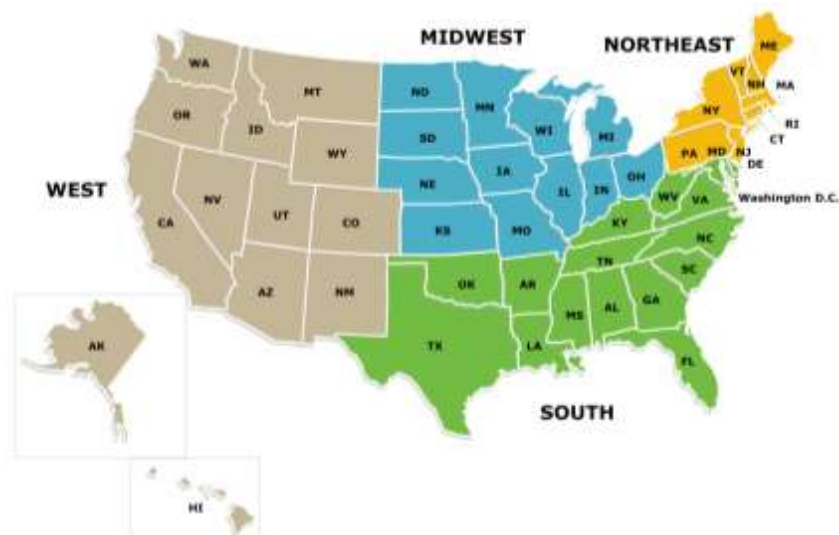 MIDWEST
NORTHEAST
WEST
SOUTH
WA
OR
CA
NV
ID
MT
WY
UT
CO
AZ
NM
AK
HI
ND
SD
NE
KS
MN
IA
MO
WI
IL
MI
IN
OH
ME
VT
NH
MA
NY
RI
CT
PA
NJ
MD
DE
Washington D.C.
WV
VA
KY
NC
TN
SC
OK
AR
TX
LA
MS
AL
GA
FL